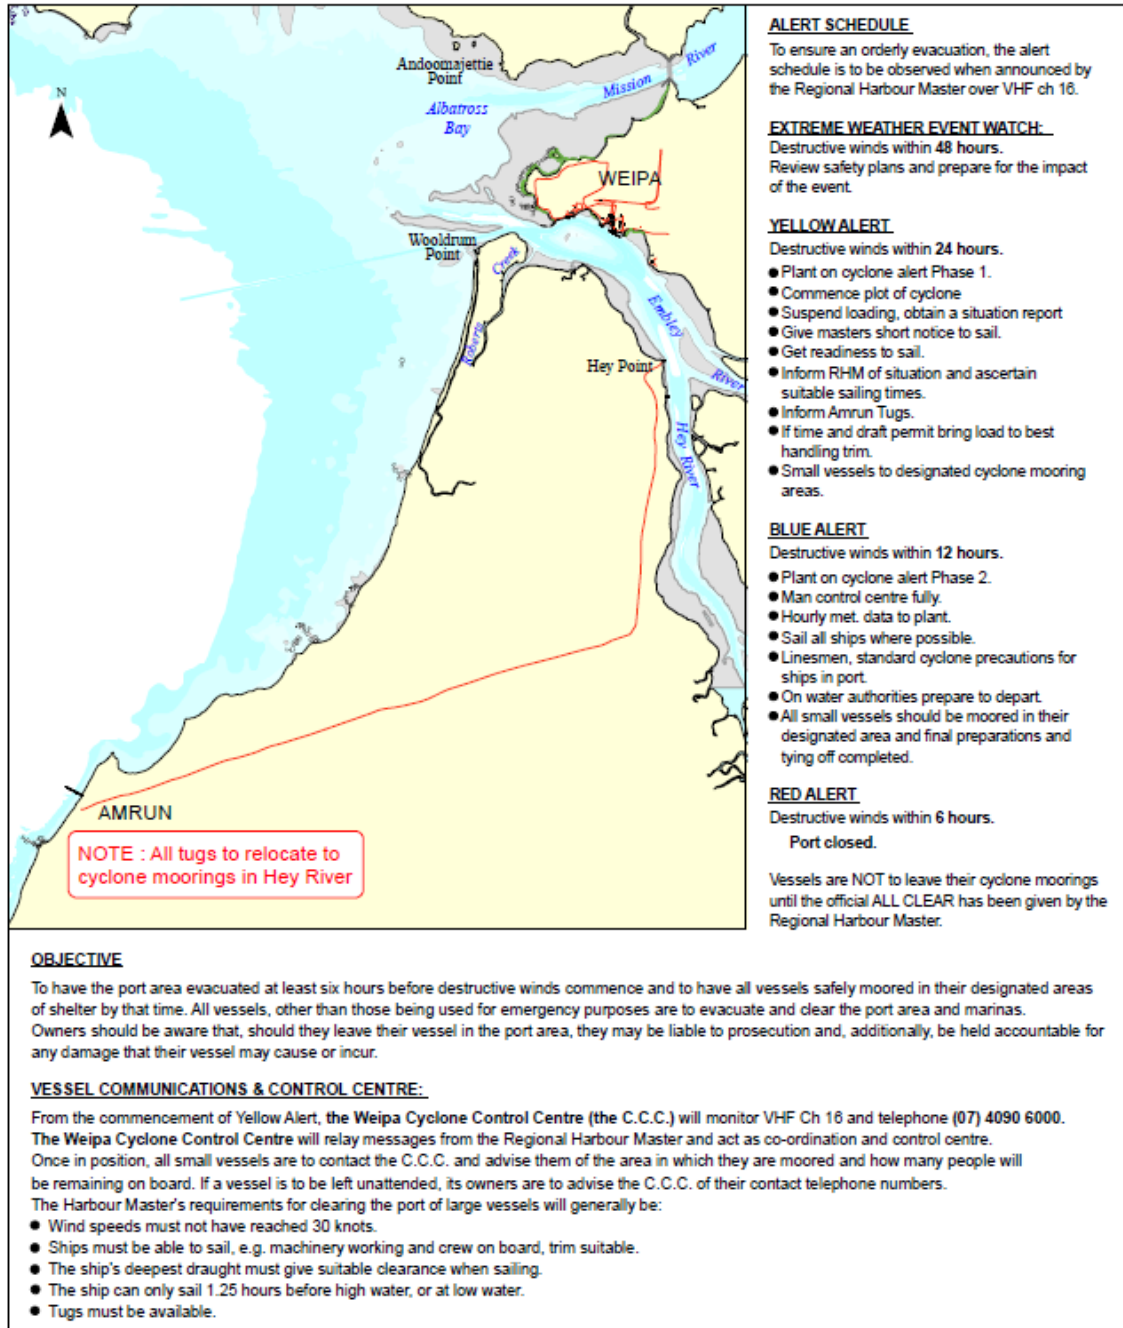 N
Andoomajettie
Point
Mission
River
Albatross
Bay
WEIPA
Wooldrum
Point
Creek
Roberts
Embley
River
Hey Point
Hey River
AMRUN
NOTE : All tugs to relocate to
cyclone moorings in Hey River
ALERT SCHEDULE
To ensure an orderly evacuation, the alert
schedule is to be observed when announced by
the Regional Harbour Master over VHF ch 16.
EXTREME WEATHER EVENT WATCH:
Destructive winds within 48 hours.
Review safety plans and prepare for the impact
of the event.
YELLOW ALERT
Destructive winds within 24 hours.
● Plant on cyclone alert Phase 1.
● Commence plot of cyclone
● Suspend loading, obtain a situation report
● Give masters short notice to sail.
● Get readiness to sail.
● Inform RHM of situation and ascertain
suitable sailing times.
● Inform Amrun Tugs.
● If time and draft permit bring load to best
handling trim.
● Small vessels to designated cyclone mooring
areas.
BLUE ALERT
Destructive winds within 12 hours.
● Plant on cyclone alert Phase 2.
● Man control centre fully.
● Hourly met. data to plant.
● Sail all ships where possible.
● Linesmen, standard cyclone precautions for
ships in port.
● On water authorities prepare to depart.
● All small vessels should be moored in their
designated area and final preparations and
tying off completed.
RED ALERT
Destructive winds within 6 hours.
Port closed.
Vessels are NOT to leave their cyclone moorings
until the official ALL CLEAR has been given by the
Regional Harbour Master.
OBJECTIVE
To have the port area evacuated at least six hours before destructive winds commence and to have all vessels safely moored in their designated areas
of shelter by that time. All vessels, other than those being used for emergency purposes are to evacuate and clear the port area and marinas.
Owners should be aware that, should they leave their vessel in the port area, they may be liable to prosecution and, additionally, be held accountable for
any damage that their vessel may cause or incur.
VESSEL COMMUNICATIONS & CONTROL CENTRE:
From the commencement of Yellow Alert, the Weipa Cyclone Control Centre (the C.C.C.) will monitor VHF Ch 16 and telephone (07) 4090 6000.
The Weipa Cyclone Control Centre will relay messages from the Regional Harbour Master and act as co-ordination and control centre.
Once in position, all small vessels are to contact the C.C.C. and advise them of the area in which they are moored and how many people will
be remaining on board. If a vessel is to be left unattended, its owners are to advise the C.C.C. of their contact telephone numbers.
The Harbour Master's requirements for clearing the port of large vessels will generally be:
● Wind speeds must not have reached 30 knots.
● Ships must be able to sail, e.g. machinery working and crew on board, trim suitable.
● The ship's deepest draught must give suitable clearance when sailing.
● The ship can only sail 1.25 hours before high water, or at low water.
● Tugs must be available.